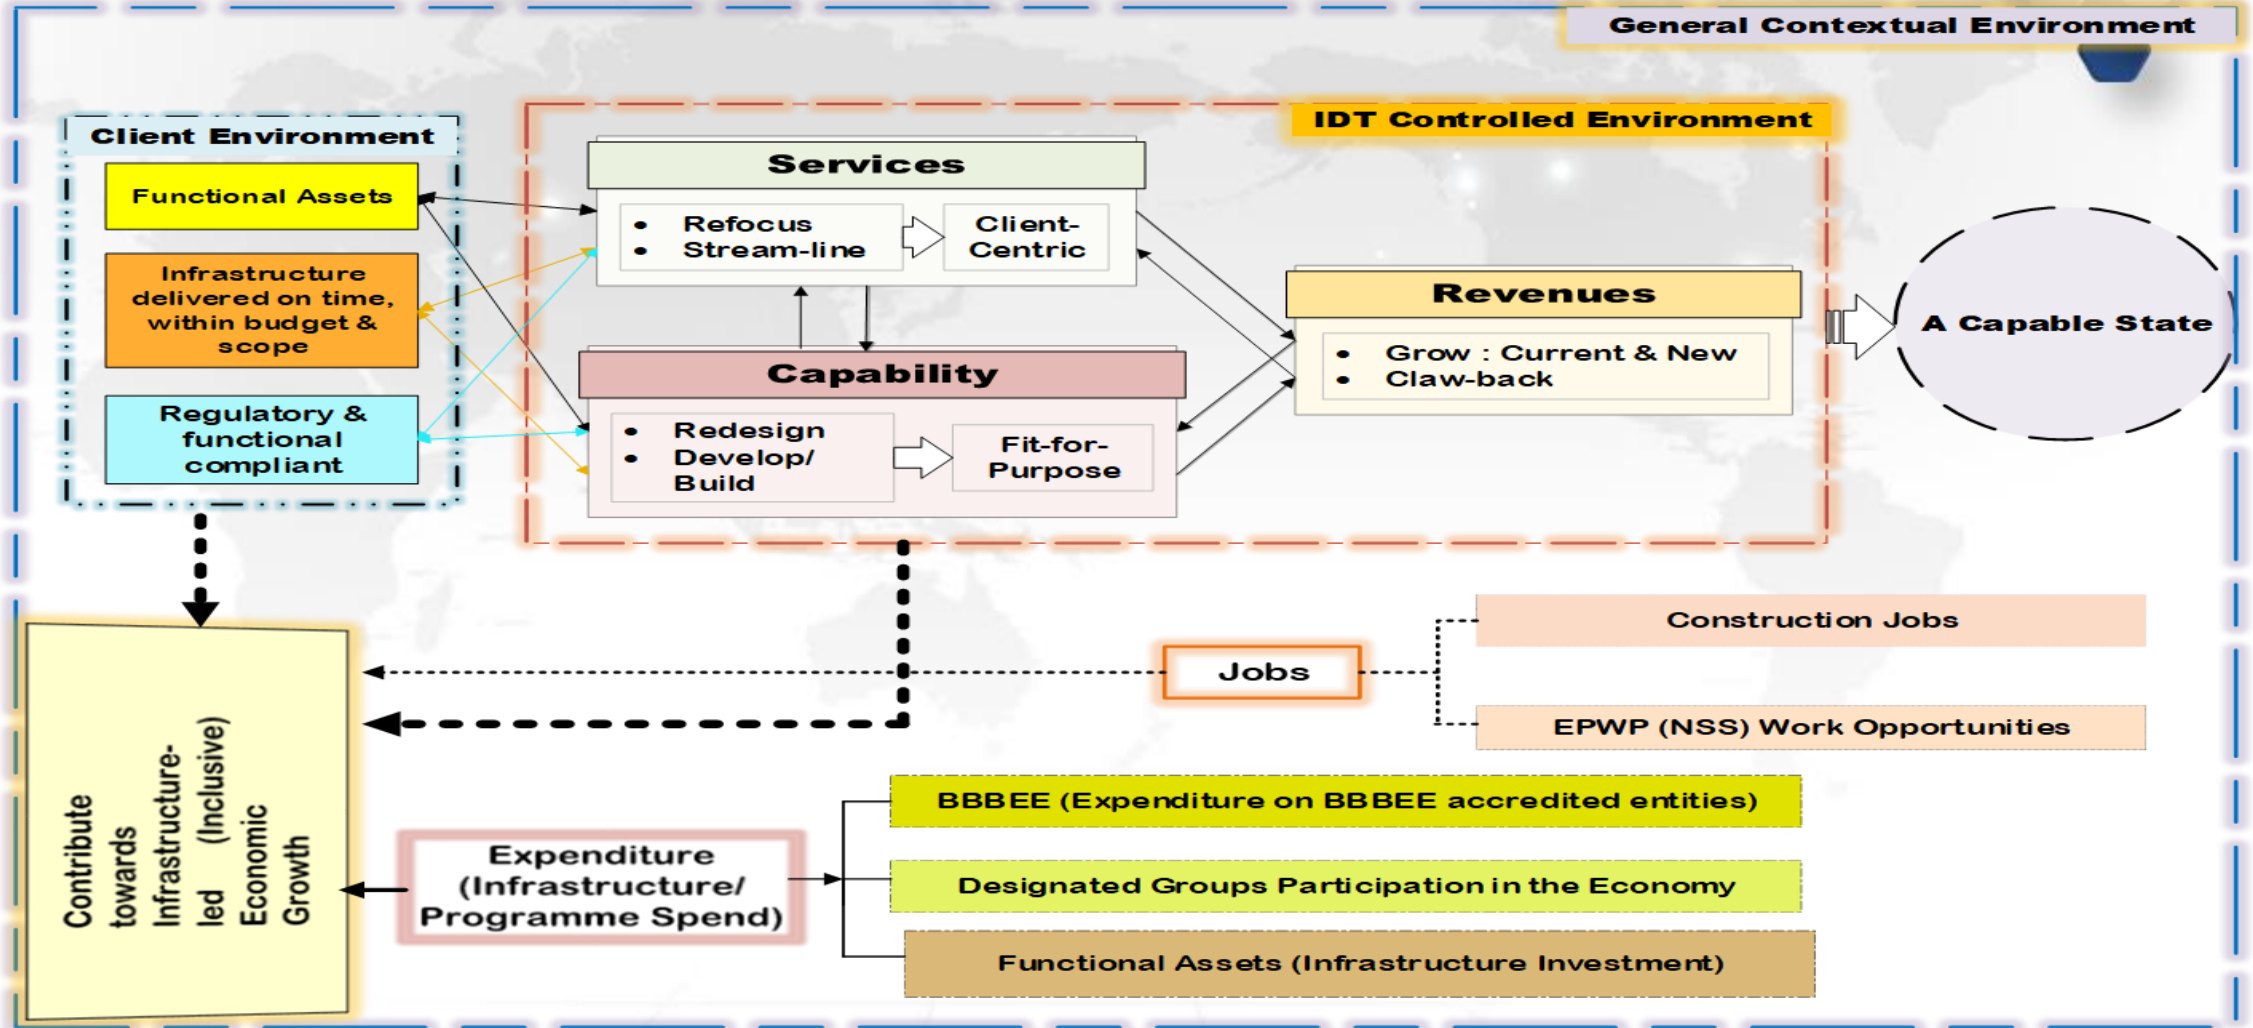 General Contextual Environment
Client Environment
Functional Assets
Infrastructure
delivered on time,
within budget &
scope
Regulatory &
functional
compliant
IDT Controlled Environment
Services
• Refocus
• Stream-line
Client-
Centric
Capability
• Redesign
• Develop/
Build
Fit-for-
Purpose
Revenues
• Grow : Current & New
• Claw-back
A Capable State
Contribute
towards
Infrastructure-
led (Inclusive)
Economic
Growth
Jobs
Construction Jobs
EPWP (NSS) Work Opportunities
Expenditure
(Infrastructure/
Programme Spend)
BBBEE (Expenditure on BBBEE accredited entities)
Designated Groups Participation in the Economy
Functional Assets (Infrastructure Investment)